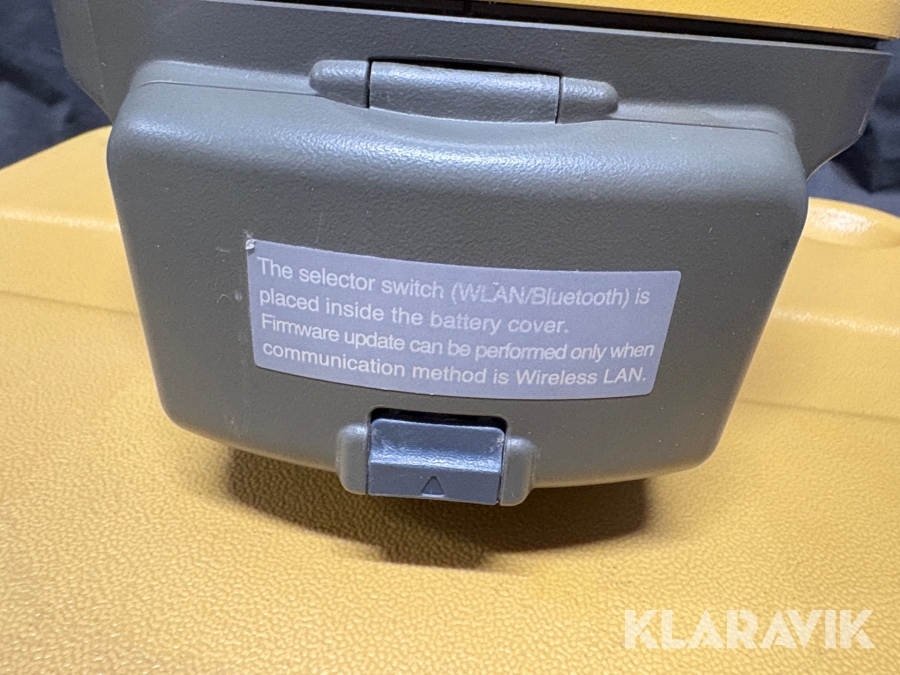 The selector switch (WLAN/Bluetooth) is
placed inside the battery cover.
Firmware update can be performed only when
communication method is Wireless LAN.
KLARAVIK